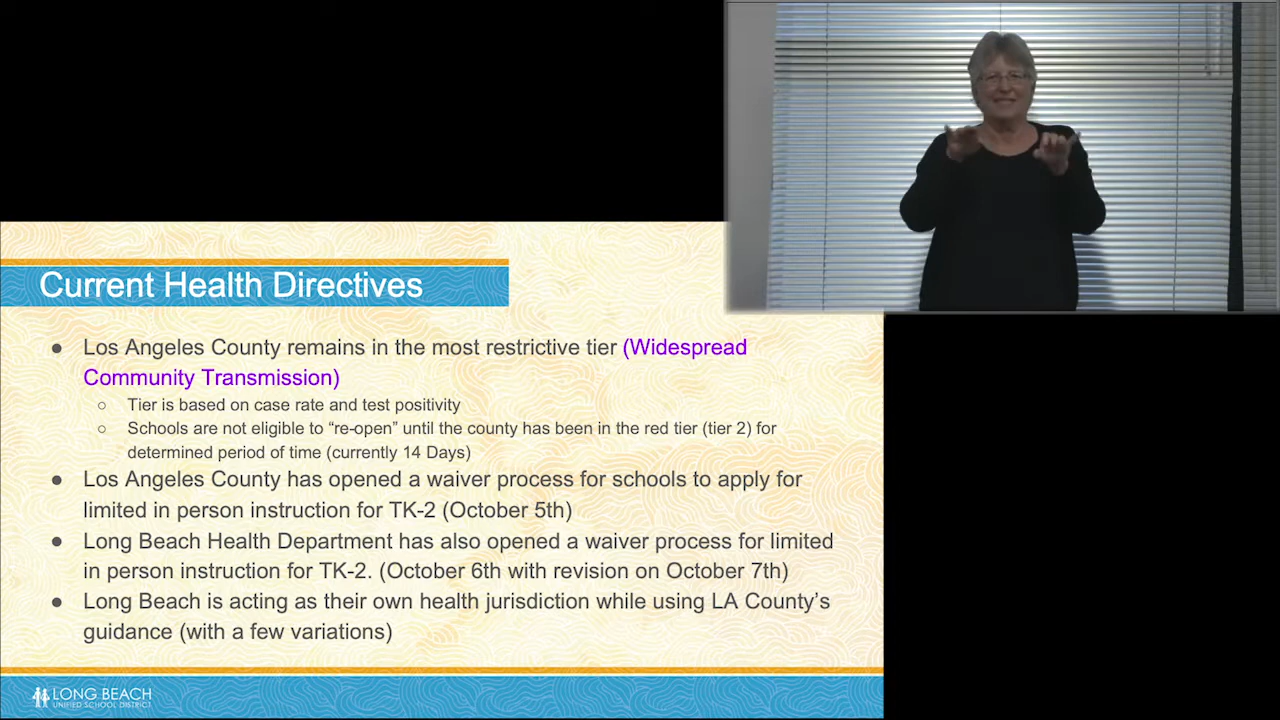 Current Health Directives
● Los Angeles County remains in the most restrictive tier (Widespread
Community Transmission)
○ Tier is based on case rate and test positivity
○ Schools are not eligible to “re-open” until the county has been in the red tier (tier 2) for
determined period of time (currently 14 Days)
● Los Angeles County has opened a waiver process for schools to apply for
limited in person instruction for TK-2 (October 5th)
● Long Beach Health Department has also opened a waiver process for limited
in person instruction for TK-2. (October 6th with revision on October 7th)
● Long Beach is acting as their own health jurisdiction while using LA County’s
guidance (with a few variations)
LONG BEACH
UNIFIED SCHOOL DISTRICT